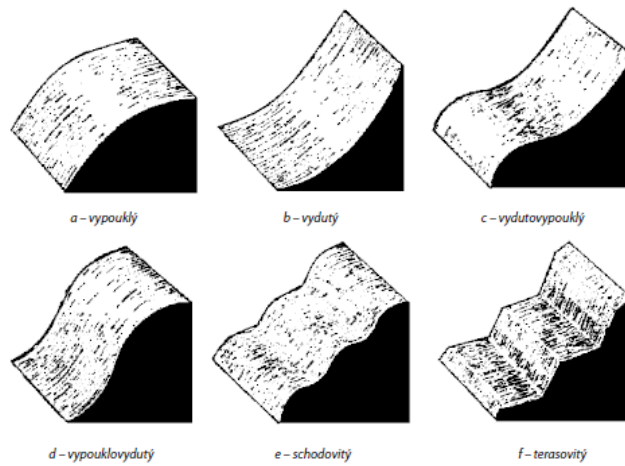 a – vypouklý
b – vydutý
c – vydutovypouklý
d – vypouklovydutý
e – schodovitý
f – terasovitý